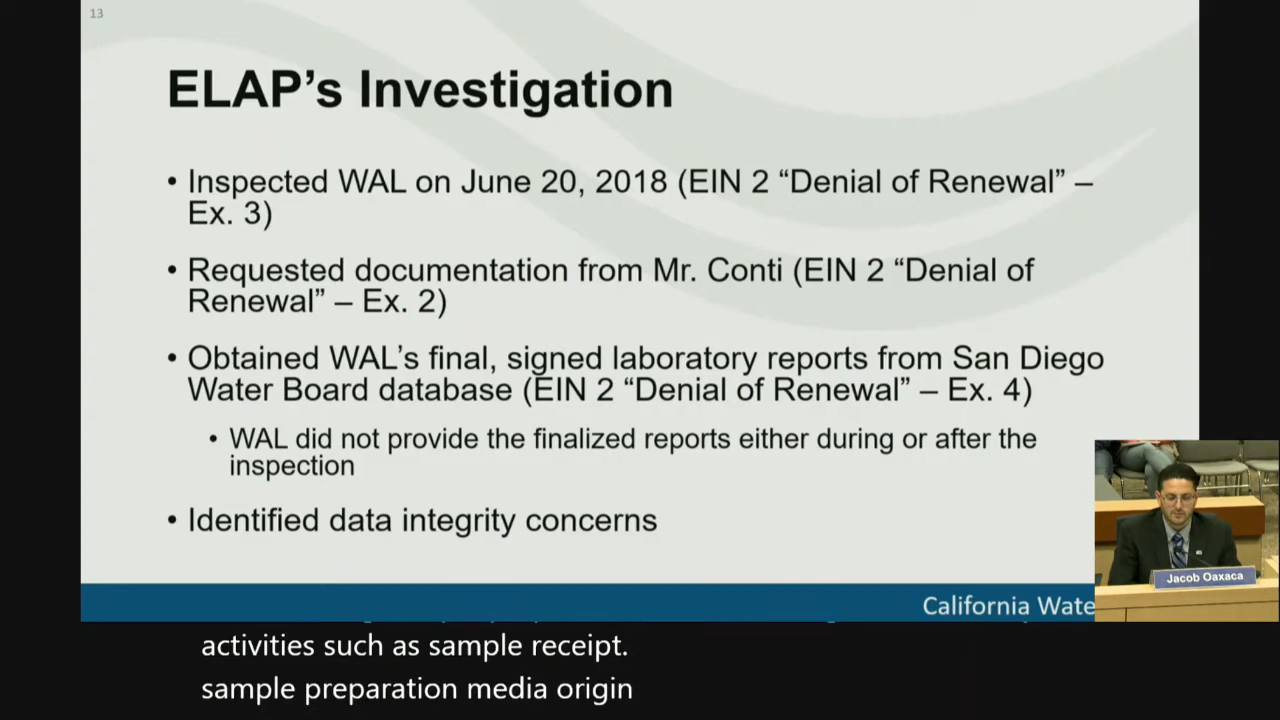 13
ELAP’s Investigation
• Inspected WAL on June 20, 2018 (EIN 2 “Denial of Renewal” –
Ex. 3)
• Requested documentation from Mr. Conti (EIN 2 “Denial of
Renewal” – Ex. 2)
• Obtained WAL’s final, signed laboratory reports from San Diego
Water Board database (EIN 2 “Denial of Renewal” – Ex. 4)
• WAL did not provide the finalized reports either during or after the
inspection
• Identified data integrity concerns
Jacob Oaxaca
California Wate
activities such as sample receipt.
sample preparation media origin